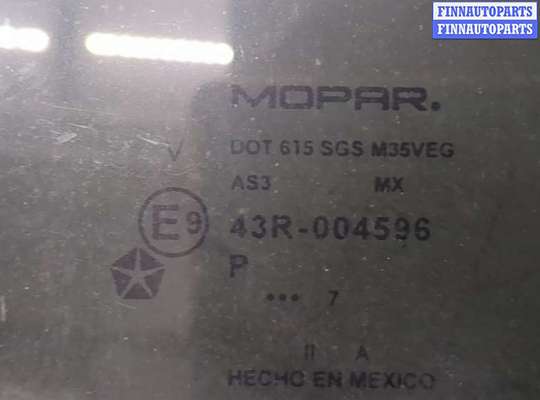 FINNAUTOPARTS
FINNAUTOPARTS
MOPAR.
V DOT 615 SGS M35VEG
AS3 MX
E9 43R-004596
P
••• 7
II A
HECHO EN MEXICO